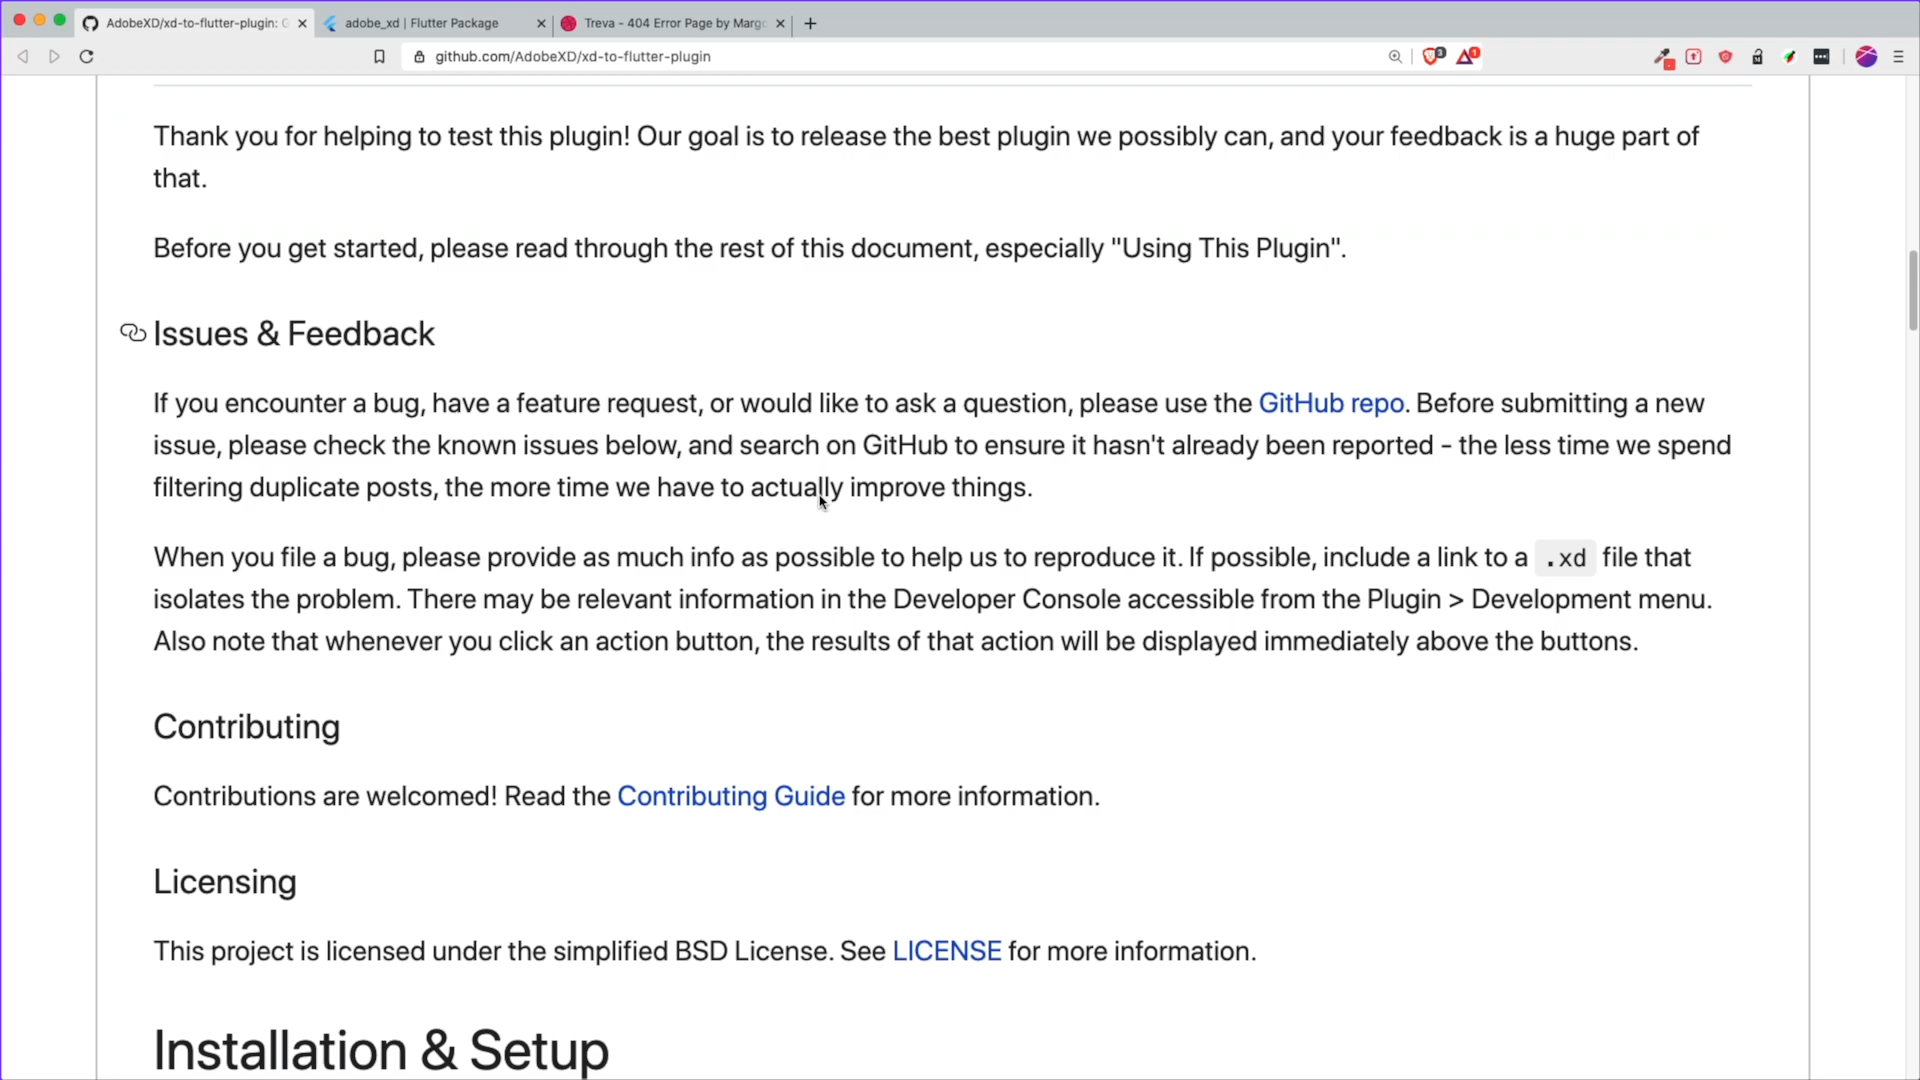 AdobeXD/xd-to-flutter-plugin: G
adobe_xd | Flutter Package
Treva - 404 Error Page by Margo
github.com/AdobeXD/xd-to-flutter-plugin
3
1
Thank you for helping to test this plugin! Our goal is to release the best plugin we possibly can, and your feedback is a huge part of
that.
Before you get started, please read through the rest of this document, especially "Using This Plugin".
Issues & Feedback
If you encounter a bug, have a feature request, or would like to ask a question, please use the GitHub repo. Before submitting a new
issue, please check the known issues below, and search on GitHub to ensure it hasn't already been reported - the less time we spend
filtering duplicate posts, the more time we have to actually improve things.
When you file a bug, please provide as much info as possible to help us to reproduce it. If possible, include a link to a .xd file that
isolates the problem. There may be relevant information in the Developer Console accessible from the Plugin > Development menu.
Also note that whenever you click an action button, the results of that action will be displayed immediately above the buttons.
Contributing
Contributions are welcomed! Read the Contributing Guide for more information.
Licensing
This project is licensed under the simplified BSD License. See LICENSE for more information.
Installation & Setup